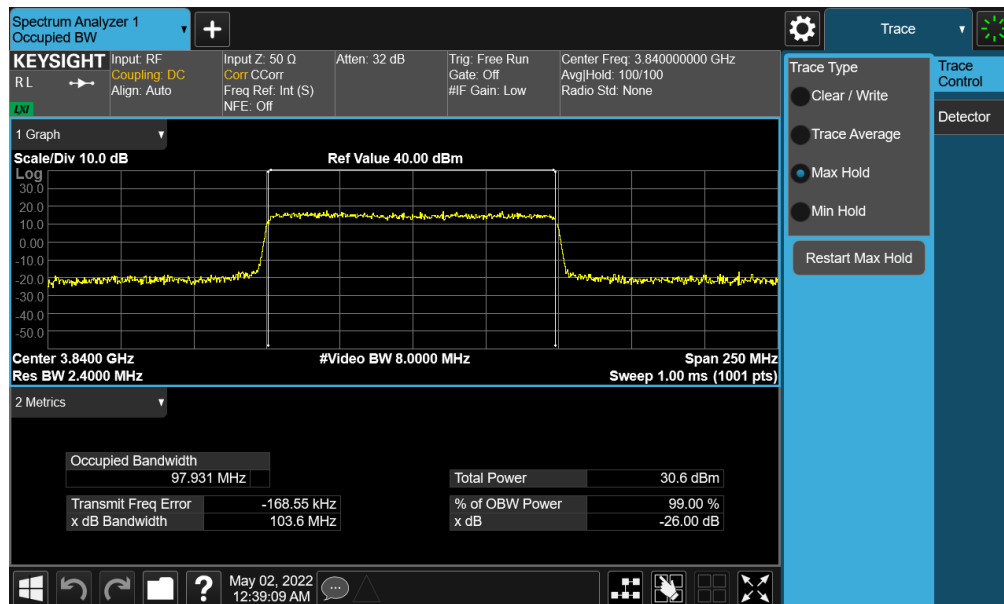 Spectrum Analyzer 1
Occupied BW
+
Trace
KEYSIGHT
R L
LXI
Input: RF
Coupling: DC
Align: Auto
Input Z: 50 Ω
Corr CCorr
Freq Ref: Int (S)
NFE: Off
Atten: 32 dB
Trig: Free Run
Gate: Off
#IF Gain: Low
Center Freq: 3.840000000 GHz
Avg|Hold: 100/100
Radio Std: None
Trace Type
Clear / Write
Trace Average
Max Hold
Min Hold
Restart Max Hold
Trace
Control
Detector
1 Graph
Scale/Div 10.0 dB
Ref Value 40.00 dBm
Log
30.0
20.0
10.0
0.00
-10.0
-20.0
-30.0
-40.0
-50.0
Center 3.8400 GHz
#Video BW 8.0000 MHz
Span 250 MHz
Res BW 2.4000 MHz
Sweep 1.00 ms (1001 pts)
2 Metrics
Occupied Bandwidth
97.931 MHz
Total Power 30.6 dBm
Transmit Freq Error -168.55 kHz
% of OBW Power 99.00 %
x dB Bandwidth 103.6 MHz
x dB -26.00 dB
?
May 02, 2022
12:39:09 AM